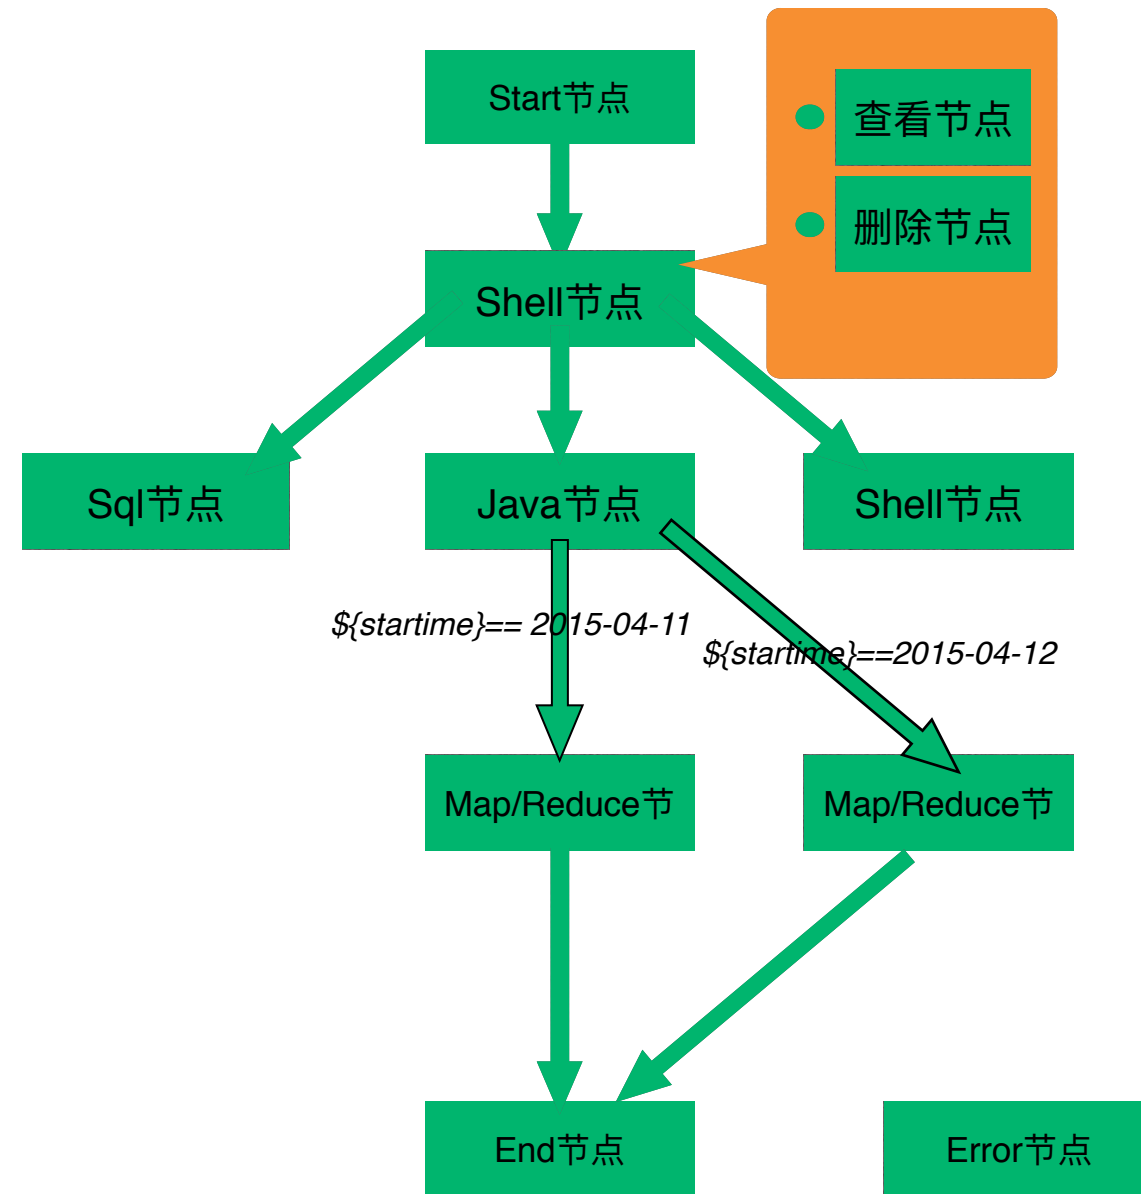 Start节点
查看节点
删除节点
Shell节点
Sql节点
Java节点
Shell节点
${startime}== 2015-04-11
${startime}==2015-04-12
Map/Reduce节
Map/Reduce节
End节点
Error节点